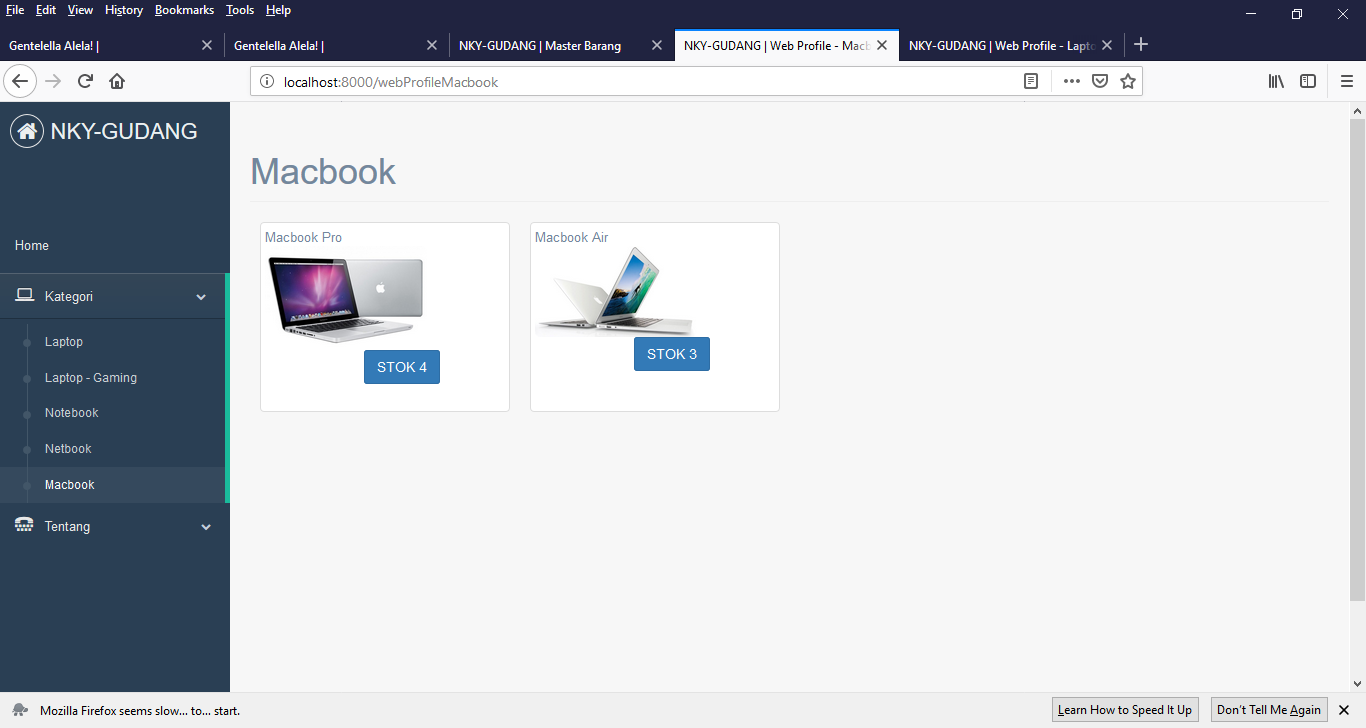 File Edit View History Bookmarks Tools Help
Gentelella Alela! |
Gentelella Alela! |
NKY-GUDANG | Master Barang
NKY-GUDANG | Web Profile - Macb
NKY-GUDANG | Web Profile - Lapto
localhost:8000/webProfileMacbook
NKY-GUDANG
Home
Kategori
Laptop
Laptop - Gaming
Notebook
Netbook
Macbook
Tentang
Macbook
Macbook Pro
STOK 4
Macbook Air
STOK 3
Mozilla Firefox seems slow... to... start.
Learn How to Speed It Up
Don't Tell Me Again